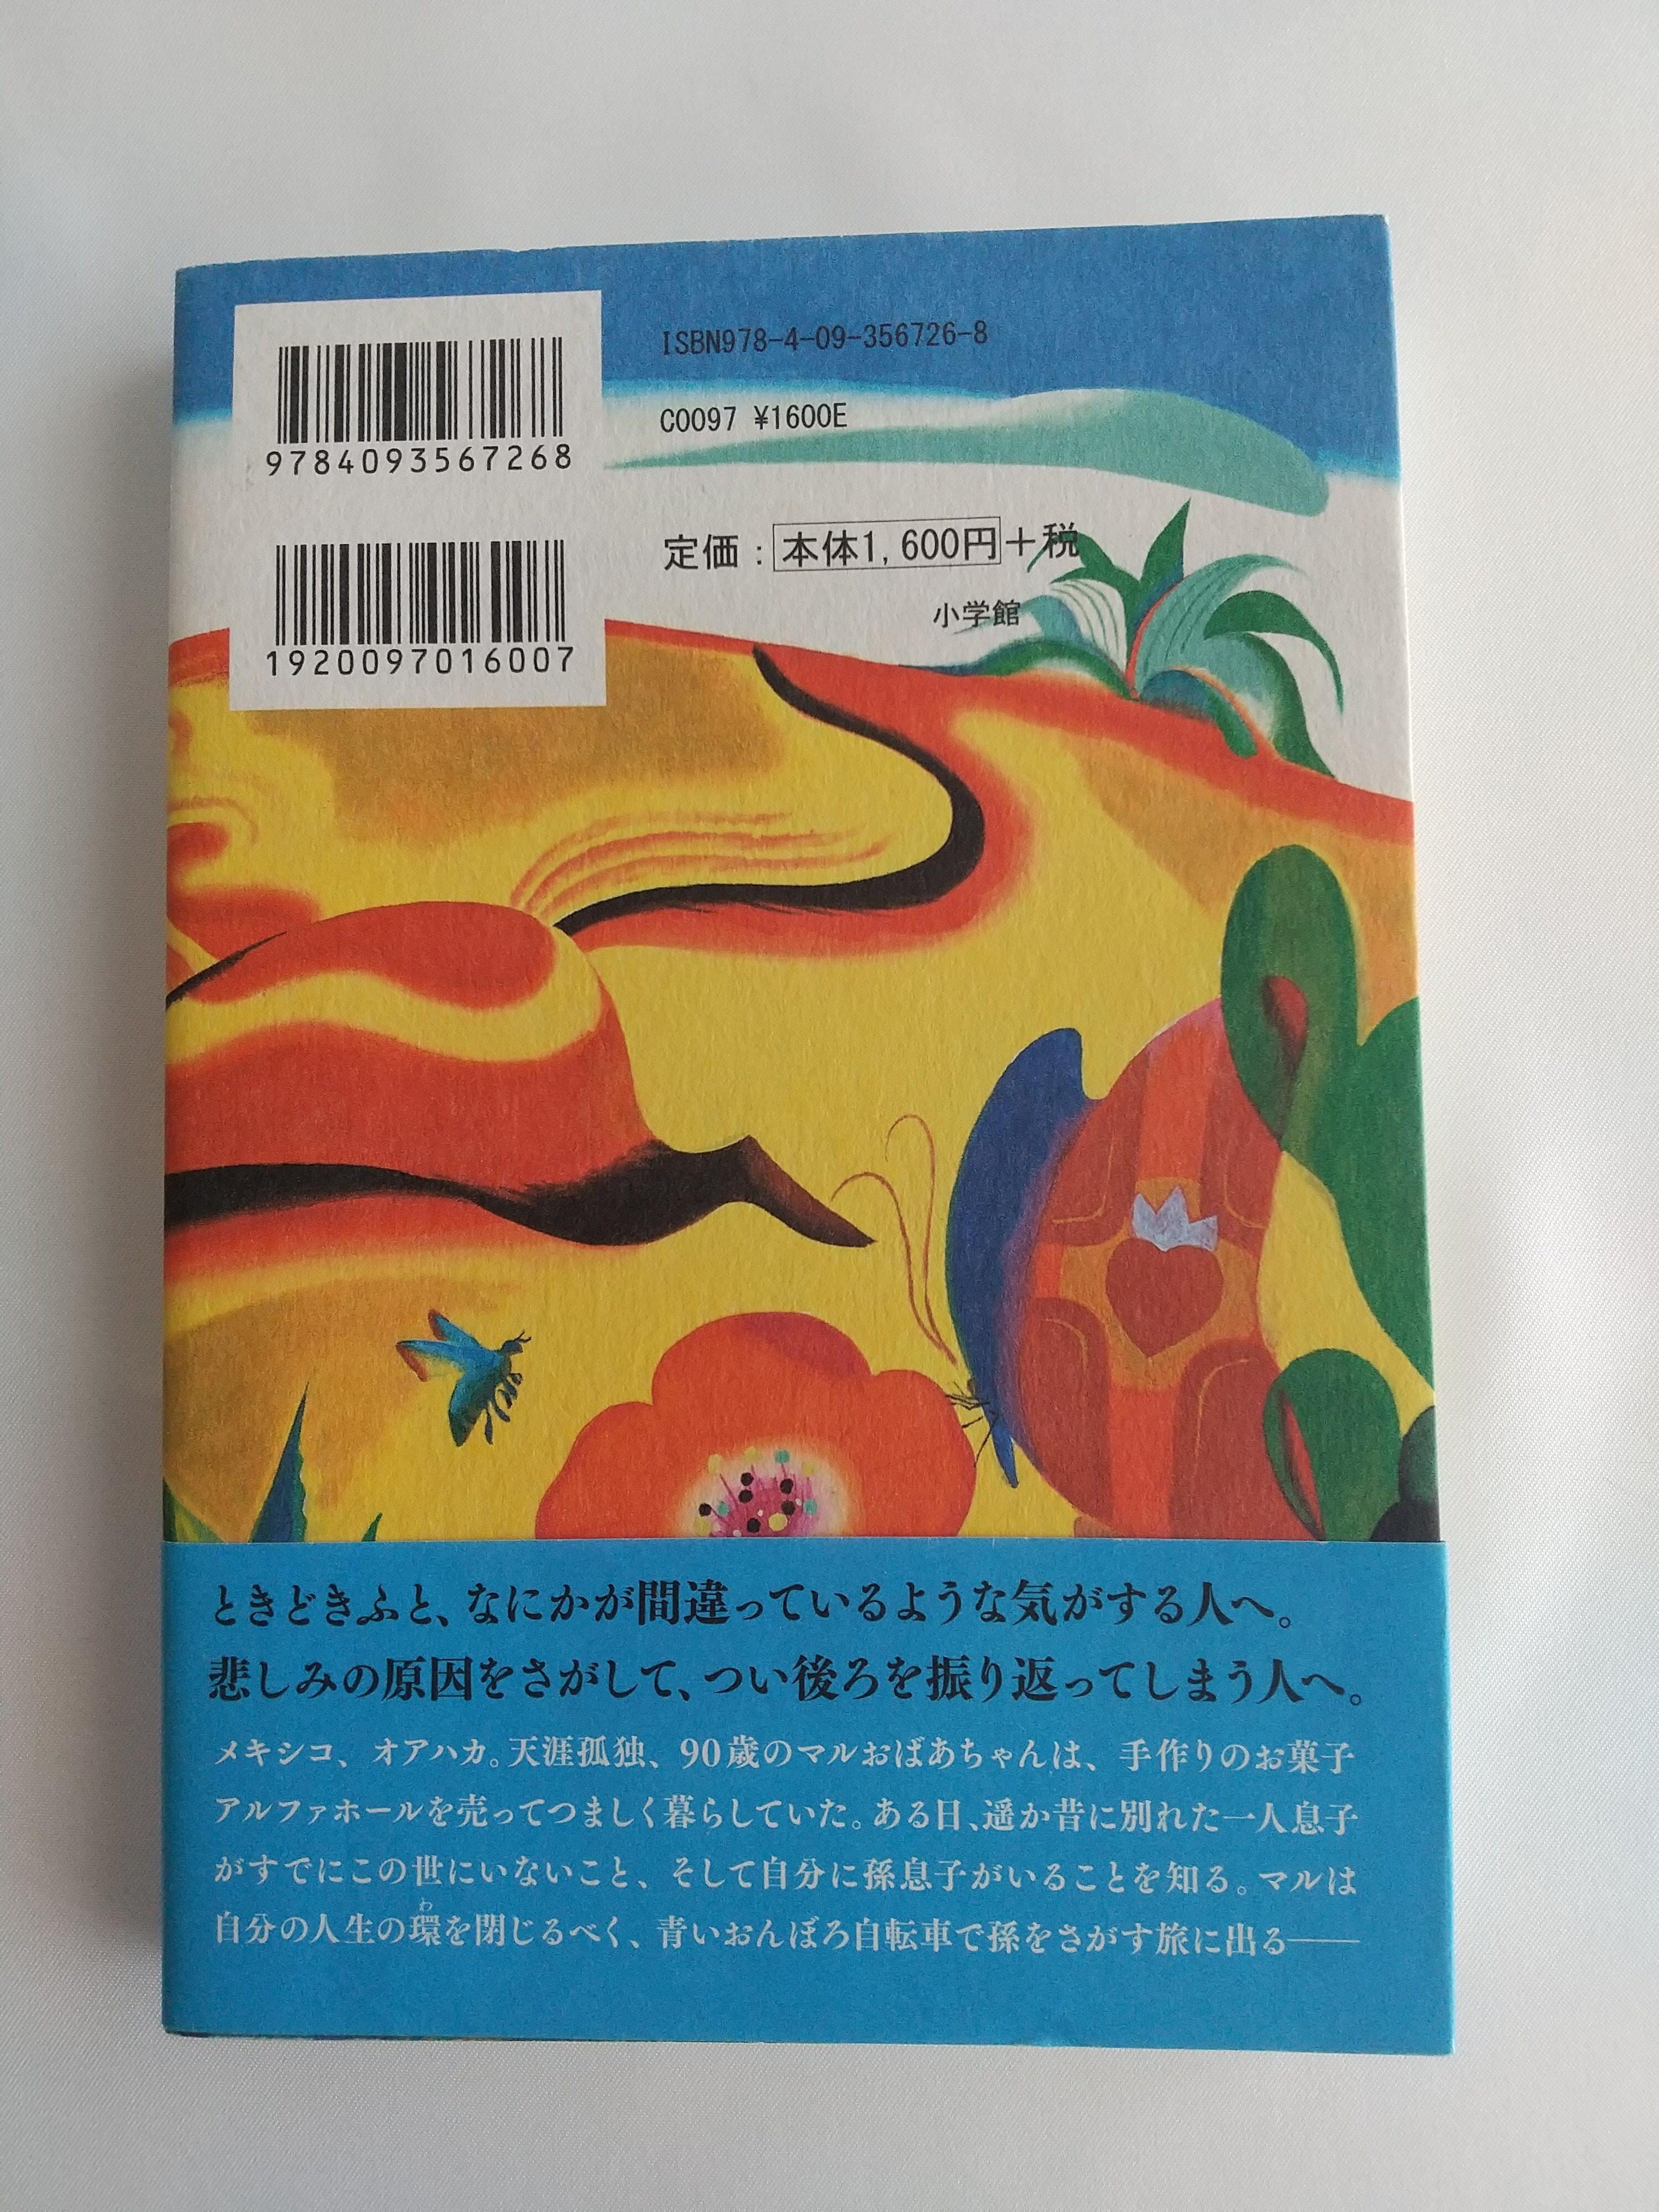 9784093567268
1920097016007
ISBN978-4-09-356726-8
C0097 ¥1600E
定価：本体1,600円＋税
小学館
ときどきふと、なにかが間違っているような気がする人へ。
悲しみの原因をさがして、つい後ろを振り返ってしまう人へ。
メキシコ、オアハカ。天涯孤独、90歳のマルおばあちゃんは、手作りのお菓子
アルファホールを売ってつましく暮らしていた。ある日、遥か昔に別れた一人息子
がすでにこの世にいないこと、そして自分に孫息子がいることを知る。マルは
わ
自分の人生の環を閉じるべく、青いおんぼろ自転車で孫をさがす旅に出る――